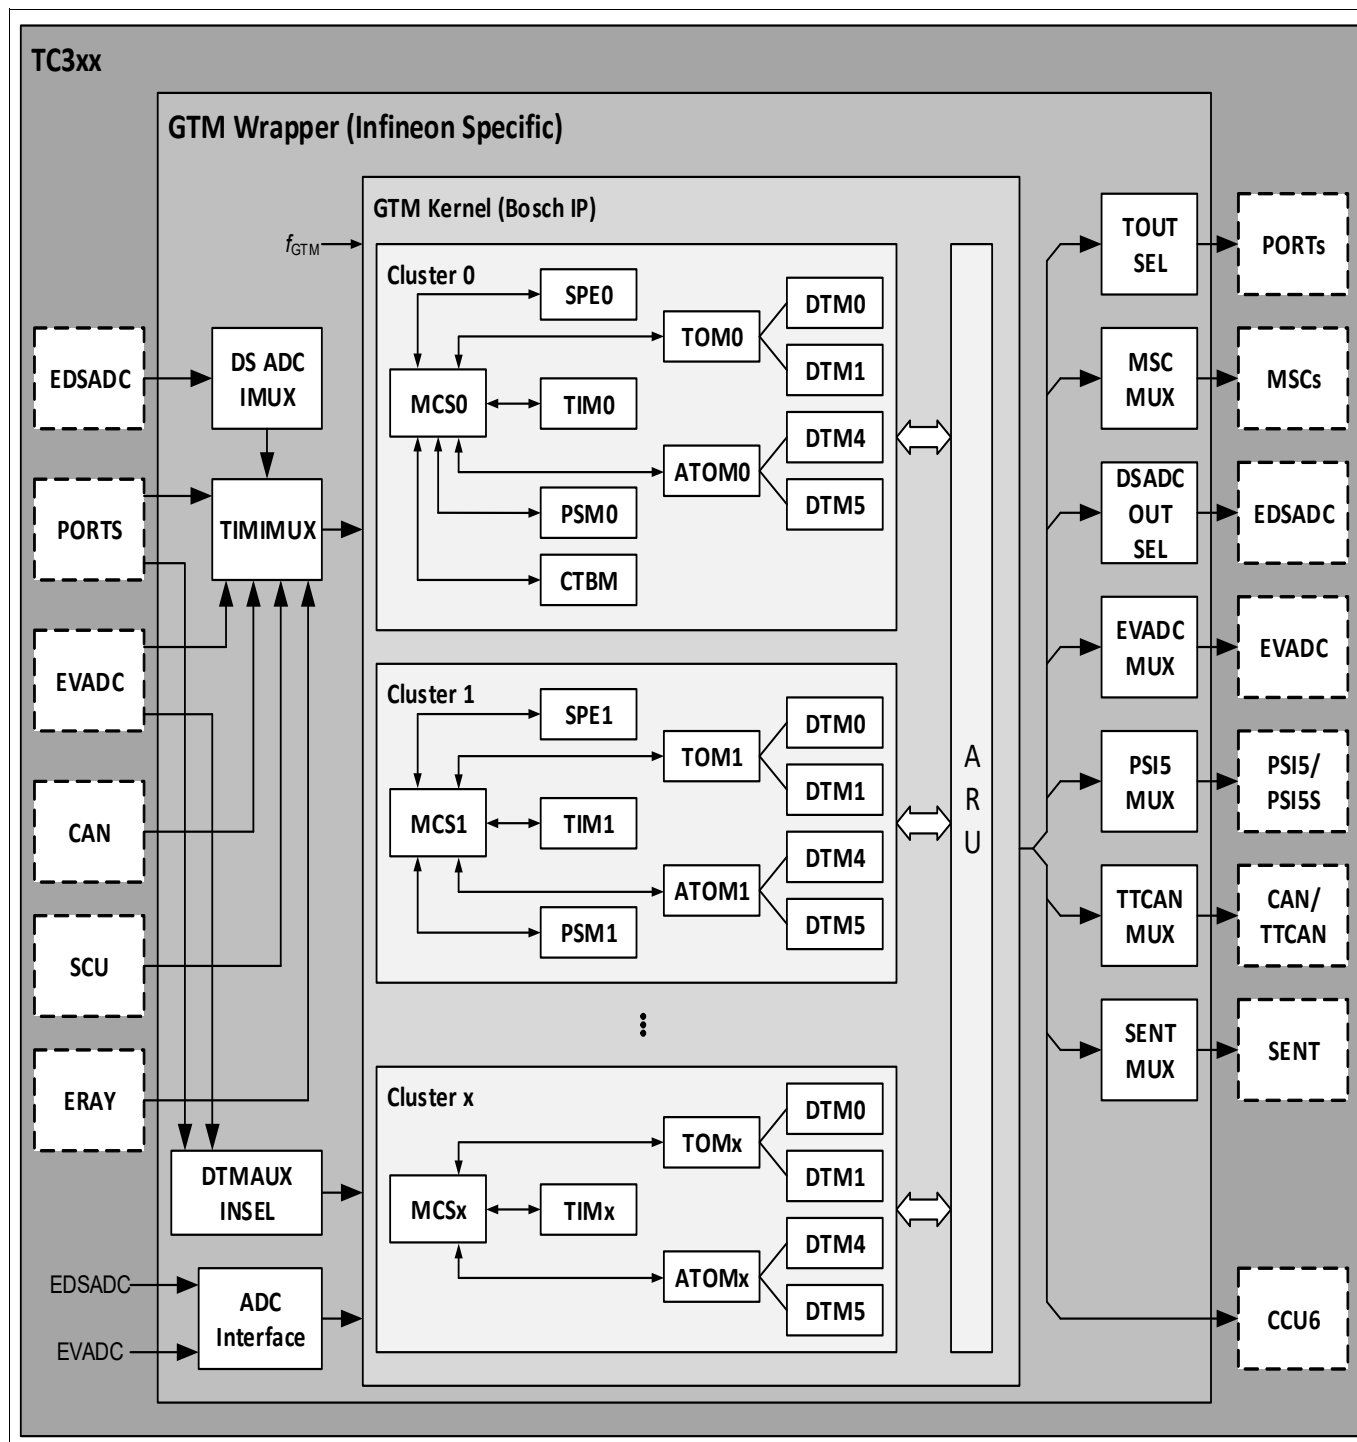 TC3xx
GTM Wrapper (Infineon Specific)
GTM Kernel (Bosch IP)
fGTM
EDSADC
PORTS
EVADC
CAN
SCU
ERAY
EDSADC
EVADC
DS ADC
IMUX
TIMIMUX
DTMAUX
INSEL
ADC
Interface
Cluster 0
SPE0
MCS0
TIM0
PSM0
CTBM
TOM0
ATOM0
DTM0
DTM1
DTM4
DTM5
Cluster 1
SPE1
MCS1
TIM1
PSM1
TOM1
ATOM1
DTM0
DTM1
DTM4
DTM5
Cluster x
MCSx
TIMx
TOMx
ATOMx
DTM0
DTM1
DTM4
DTM5
A
R
U
TOUT
SEL
MSC
MUX
DSADC
OUT
SEL
EVADC
MUX
PSI5
MUX
TTCAN
MUX
SENT
MUX
PORTs
MSCs
EDSADC
EVADC
PSI5/
PSI5S
CAN/
TTCAN
SENT
CCU6